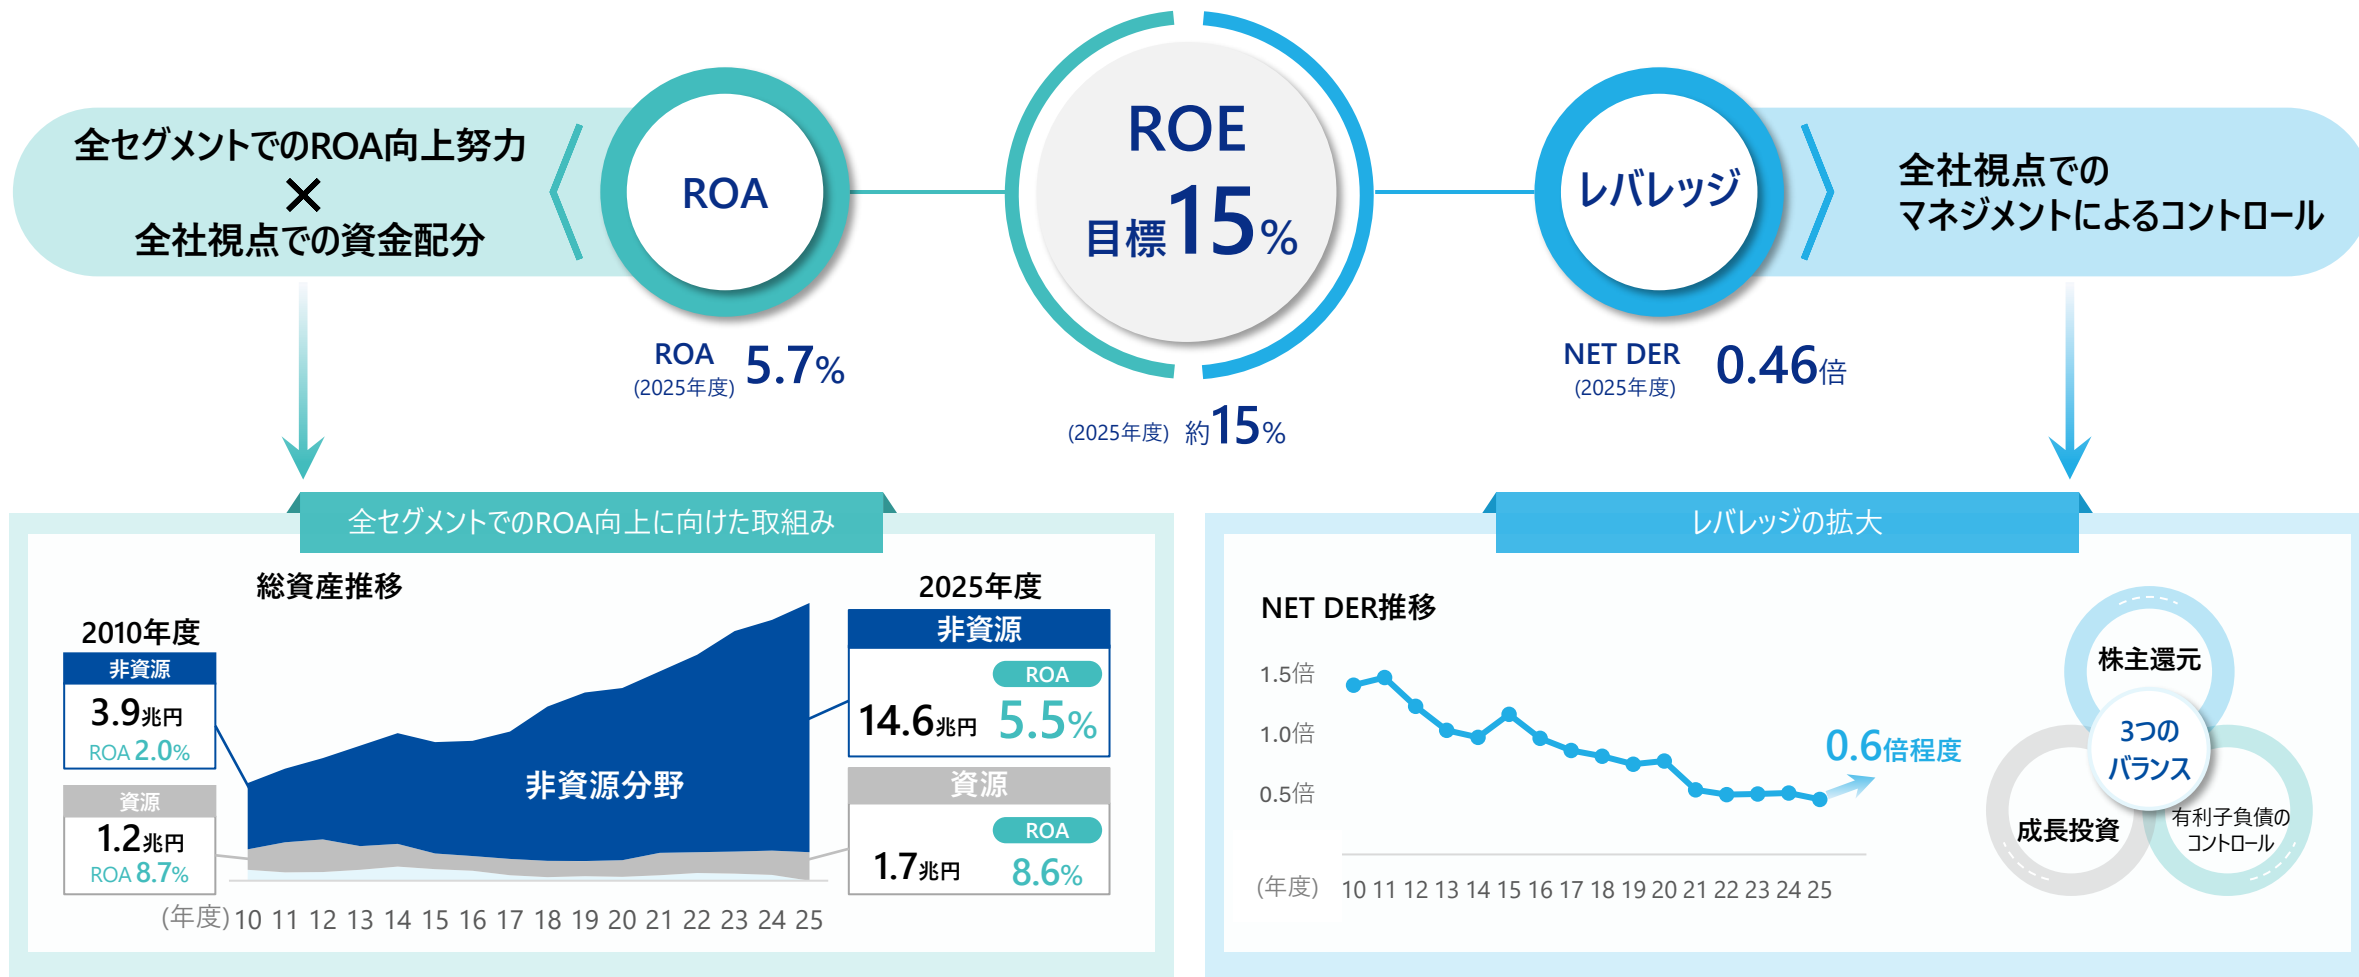 全セグメントでのROA向上努力
×
全社視点での資金配分
ROA
ROA
(2025年度)
5.7%
ROE
目標15%
(2025年度) 約15%
レバレッジ
NET DER
(2025年度)
0.46倍
全社視点での
マネジメントによるコントロール
全セグメントでのROA向上に向けた取組み
総資産推移
2010年度
非資源
3.9兆円
ROA 2.0%
資源
1.2兆円
ROA 8.7%
非資源分野
2025年度
非資源
ROA
14.6兆円 5.5%
資源
ROA
1.7兆円 8.6%
(年度) 10 11 12 13 14 15 16 17 18 19 20 21 22 23 24 25
レバレッジの拡大
NET DER推移
1.5倍
1.0倍
0.5倍
0.6倍程度
(年度) 10 11 12 13 14 15 16 17 18 19 20 21 22 23 24 25
株主還元
3つの
バランス
成長投資
有利子負債の
コントロール